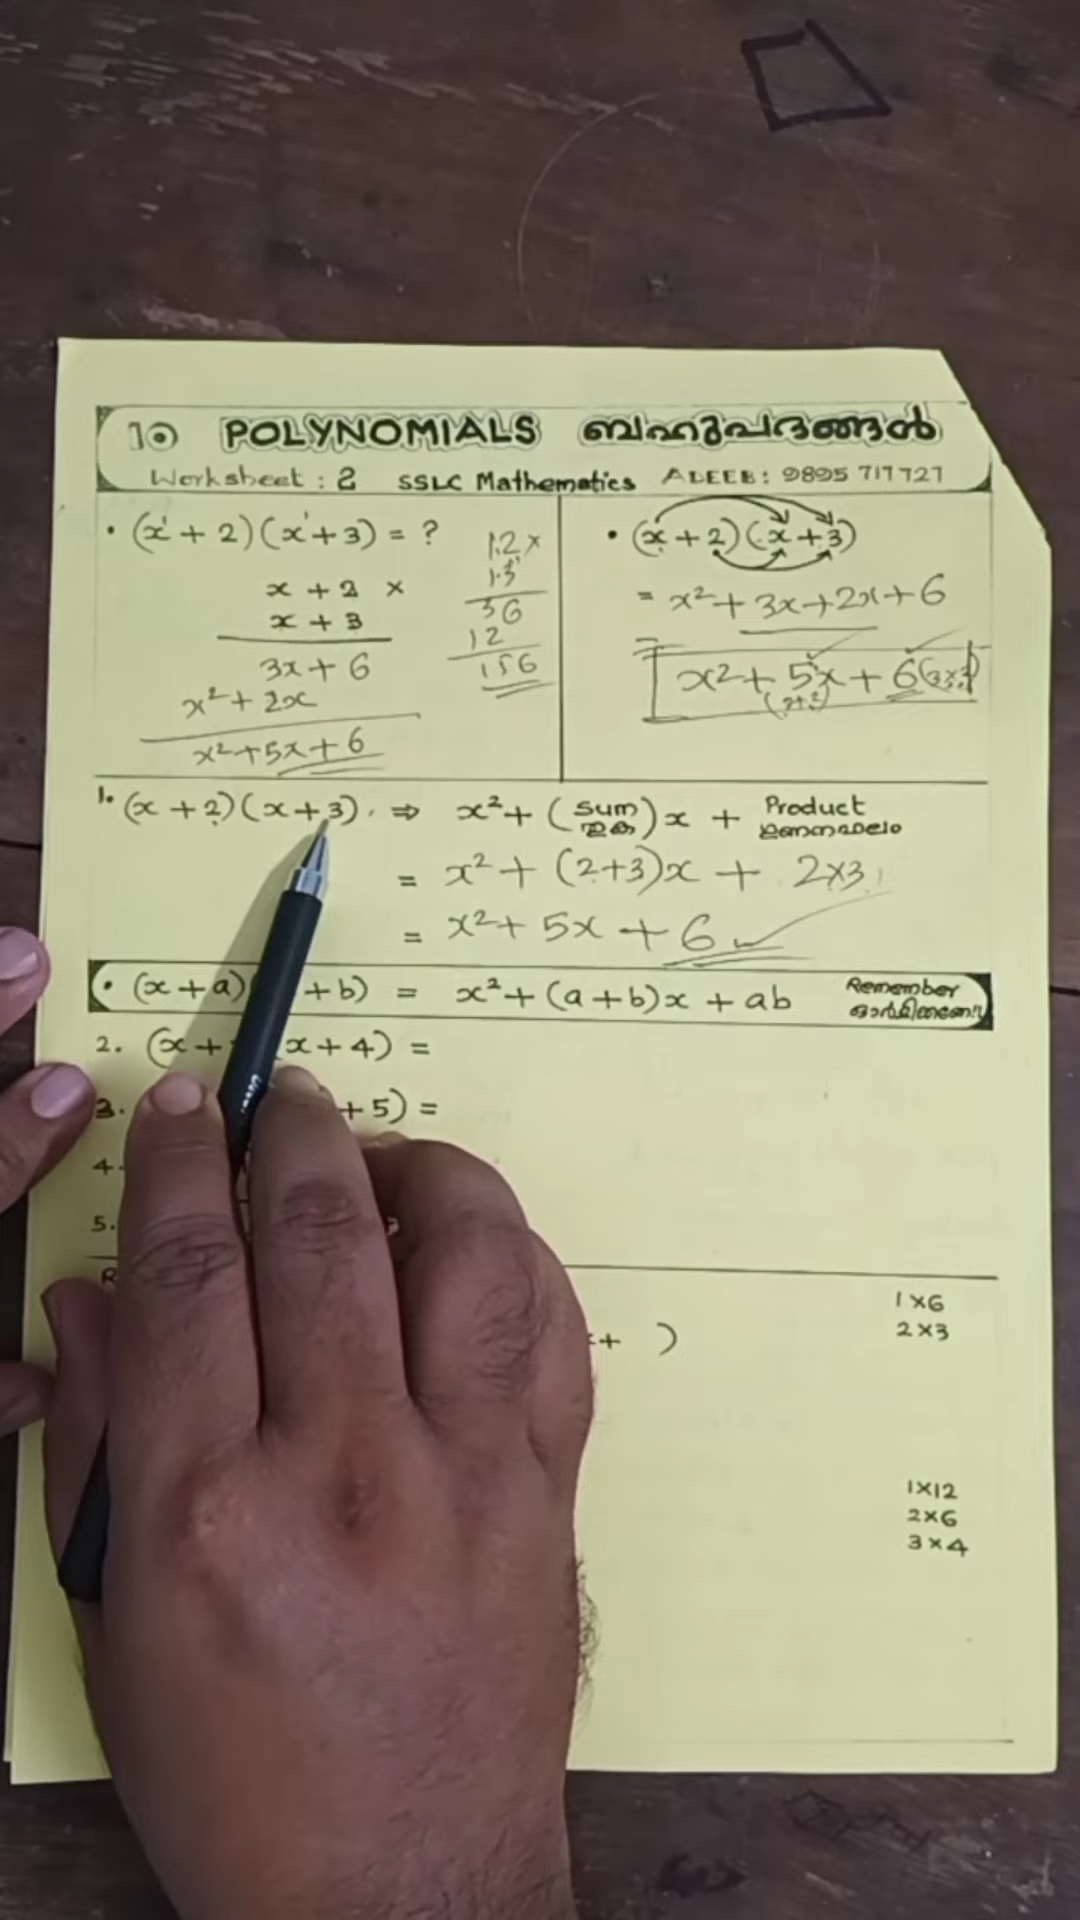 10 POLYNOMIALS ബഹുപദങ്ങൾ
Worksheet : 2 SSLC Mathematics ADEEB: 9895 717727
• (x + 2)(x + 3) = ?
x + 2 ×
x + 3
3x + 6
x² + 2x
x² + 5x + 6
12 ×
13
36
12
156
• (x + 2)(x + 3)
= x² + 3x + 2x + 6
= x² + 5x + 6
1. (x + 2)(x + 3) ⇒ x² + (sum തുക)x + Product ഗുണനഫലം
= x² + (2+3)x + 2×3
= x² + 5x + 6
• (x + a) + b) = x² + (a + b)x + ab Remember
2. (x + x + 4) =
3. + 5) =
4.
5.
R
+ )
1 × 6
2 × 3
1 × 12
2 × 6
3 × 4